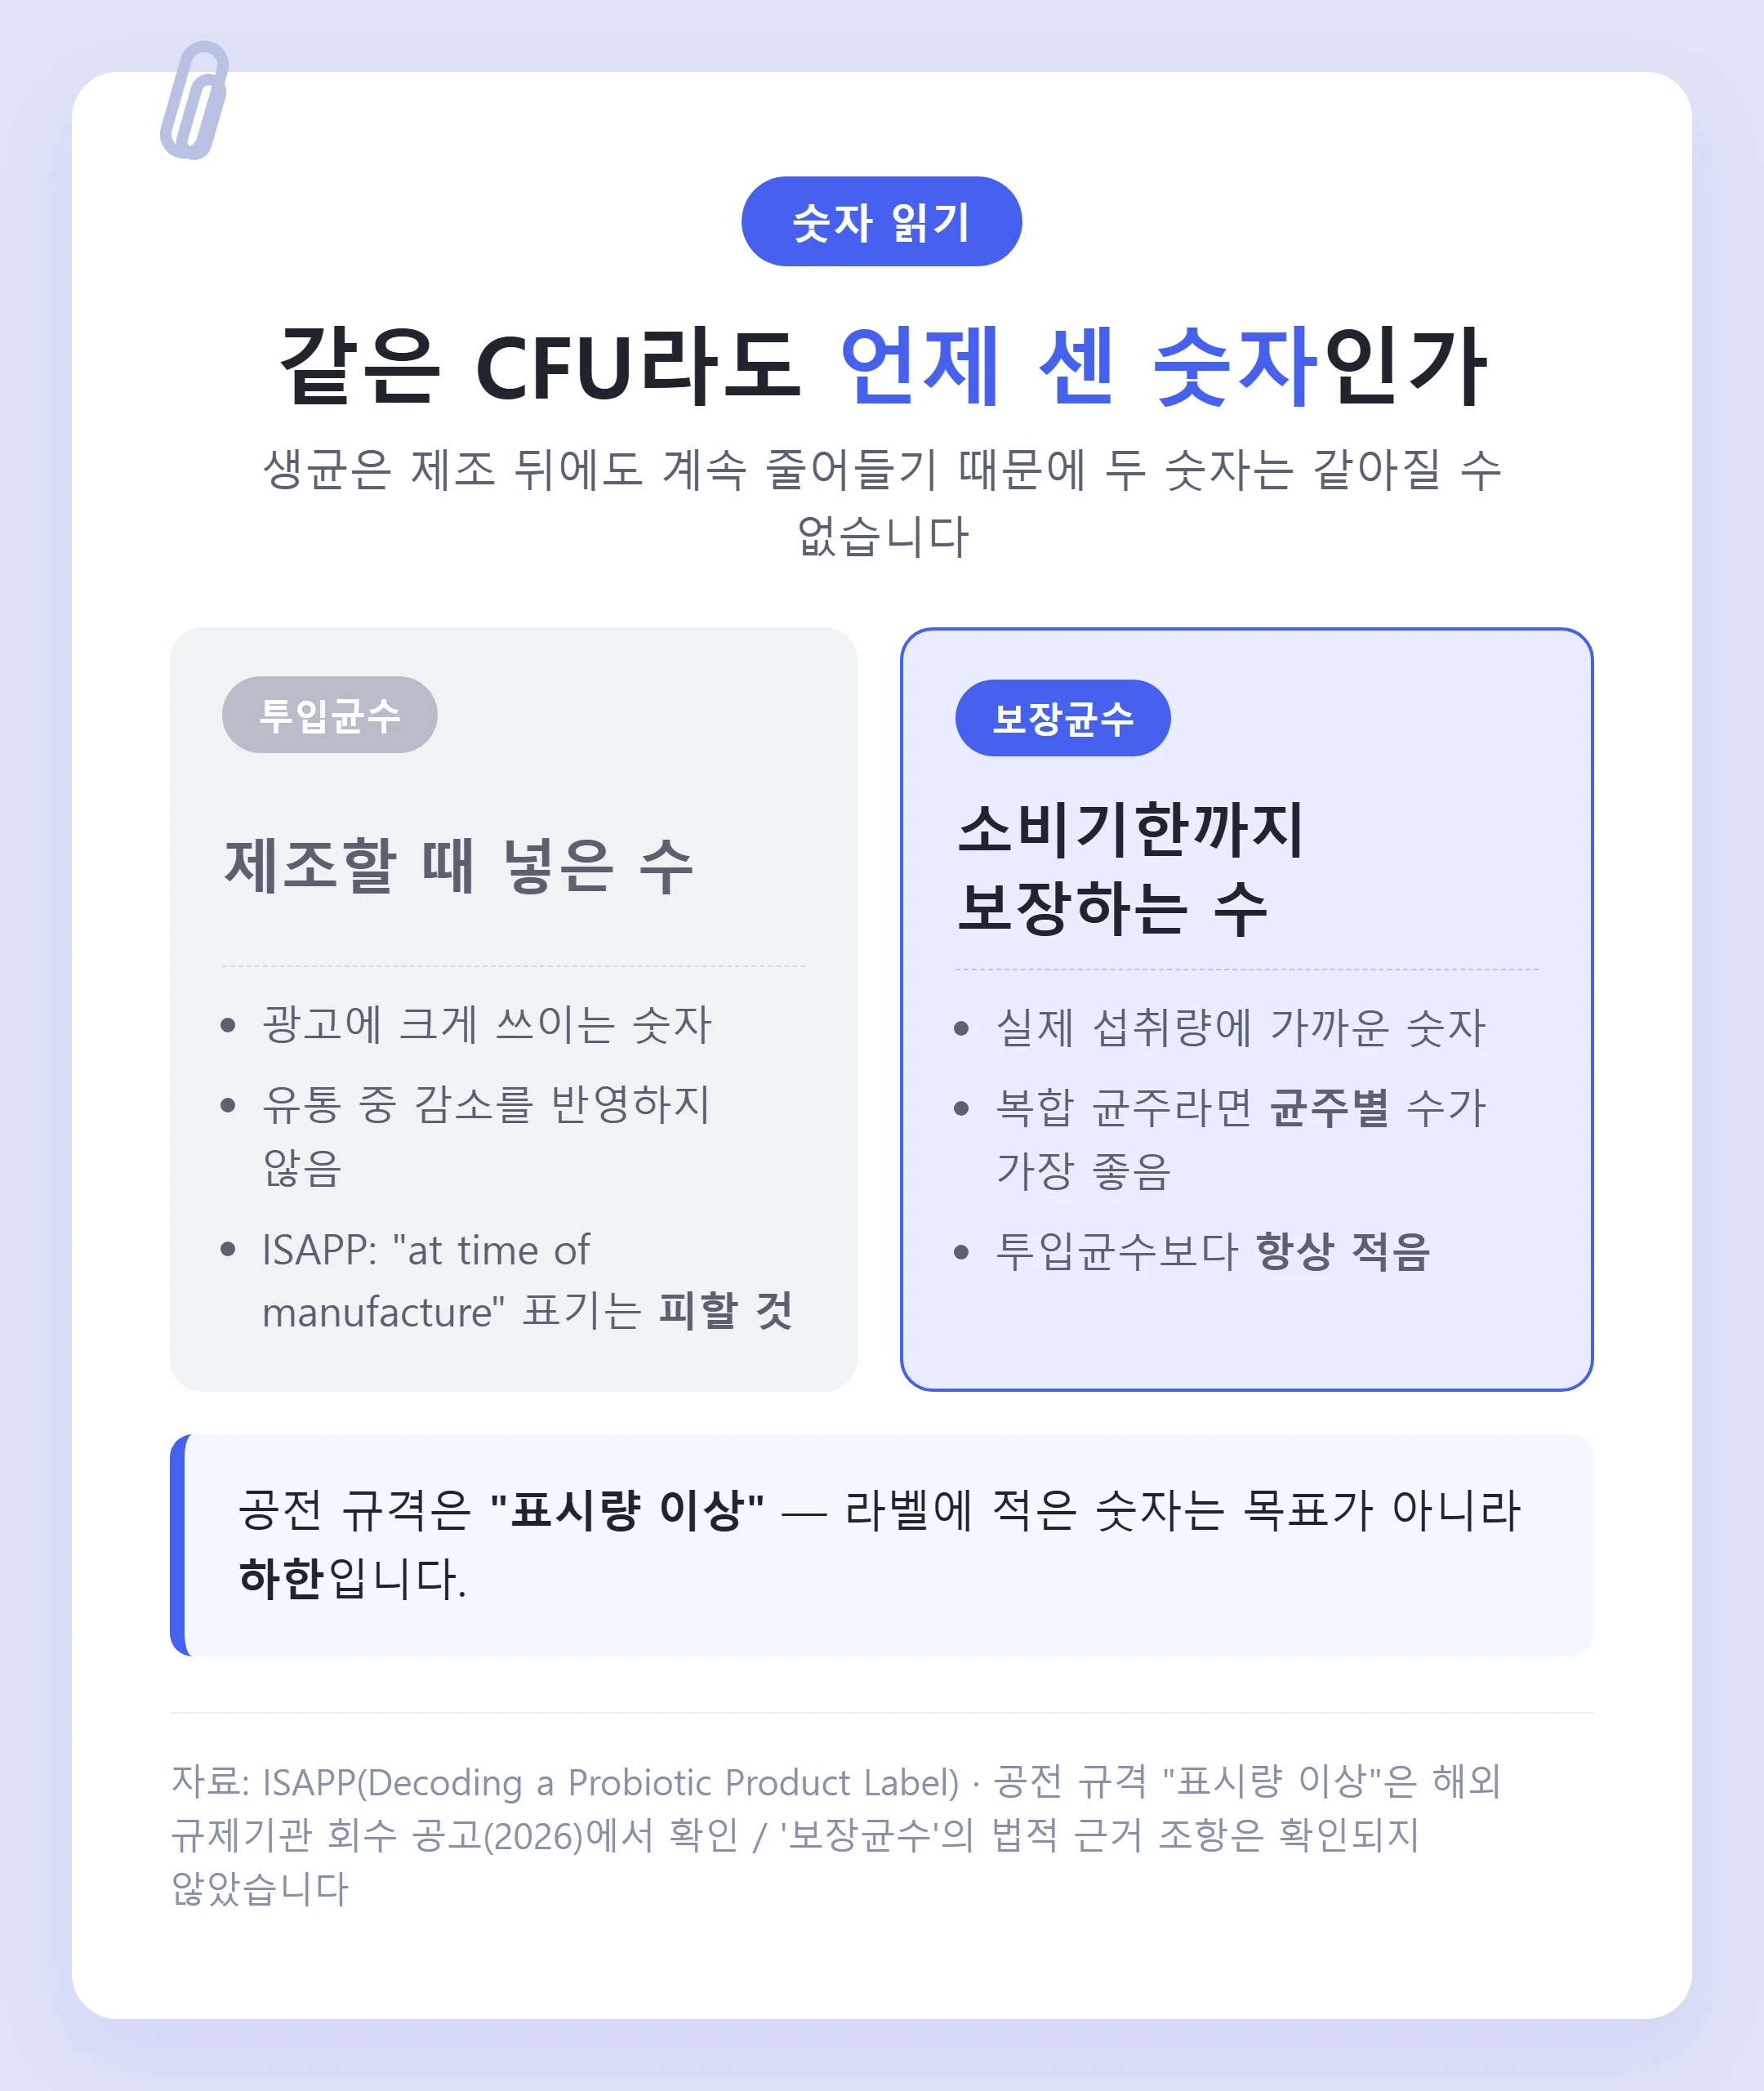 숫자 읽기
같은 CFU라도 언제 센 숫자인가
생균은 제조 뒤에도 계속 줄어들기 때문에 두 숫자는 같아질 수
없습니다
투입균수
제조할 때 넣은 수
• 광고에 크게 쓰이는 숫자
• 유통 중 감소를 반영하지
않음
• ISAPP: "at time of
manufacture" 표기는 피할 것
보장균수
소비기한까지
보장하는 수
• 실제 섭취량에 가까운 숫자
• 복합 균주라면 균주별 수가
가장 좋음
• 투입균수보다 항상 적음
공전 규격은 "표시량 이상" — 라벨에 적은 숫자는 목표가 아니라
하한입니다.
자료: ISAPP(Decoding a Probiotic Product Label) · 공전 규격 "표시량 이상"은 해외
규제기관 회수 공고(2026)에서 확인 / '보장균수'의 법적 근거 조항은 확인되지
않았습니다